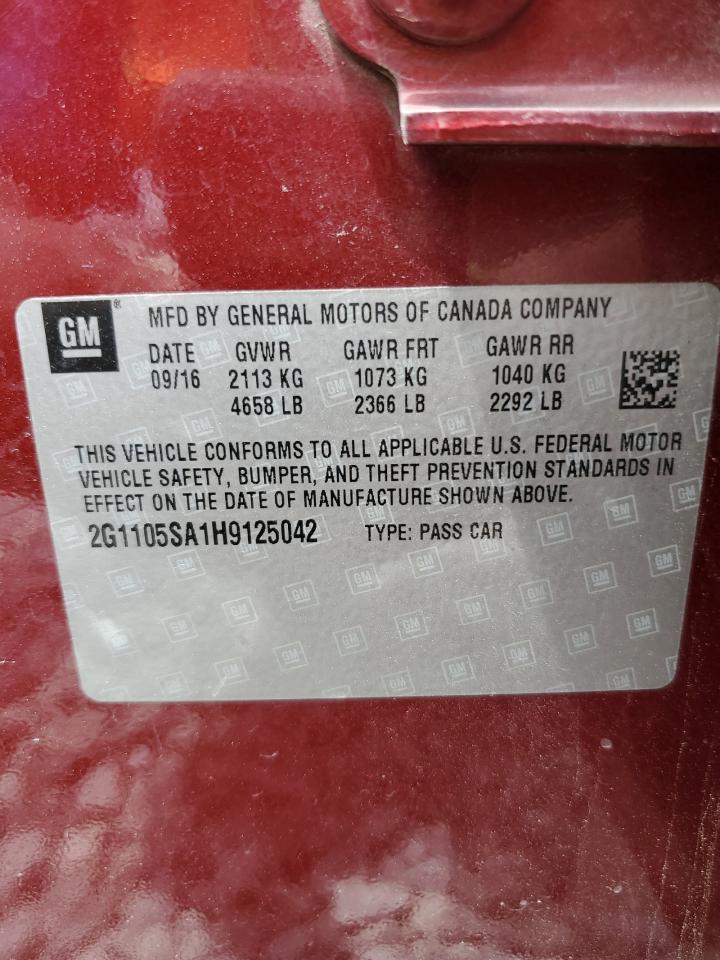 GM® MFD BY GENERAL MOTORS OF CANADA COMPANY
DATE GVWR GAWR FRT GAWR RR
09/16 2113 KG 1073 KG 1040 KG
4658 LB 2366 LB 2292 LB
THIS VEHICLE CONFORMS TO ALL APPLICABLE U.S. FEDERAL MOTOR
VEHICLE SAFETY, BUMPER, AND THEFT PREVENTION STANDARDS IN
EFFECT ON THE DATE OF MANUFACTURE SHOWN ABOVE.
2G1105SA1H9125042 TYPE: PASS CAR